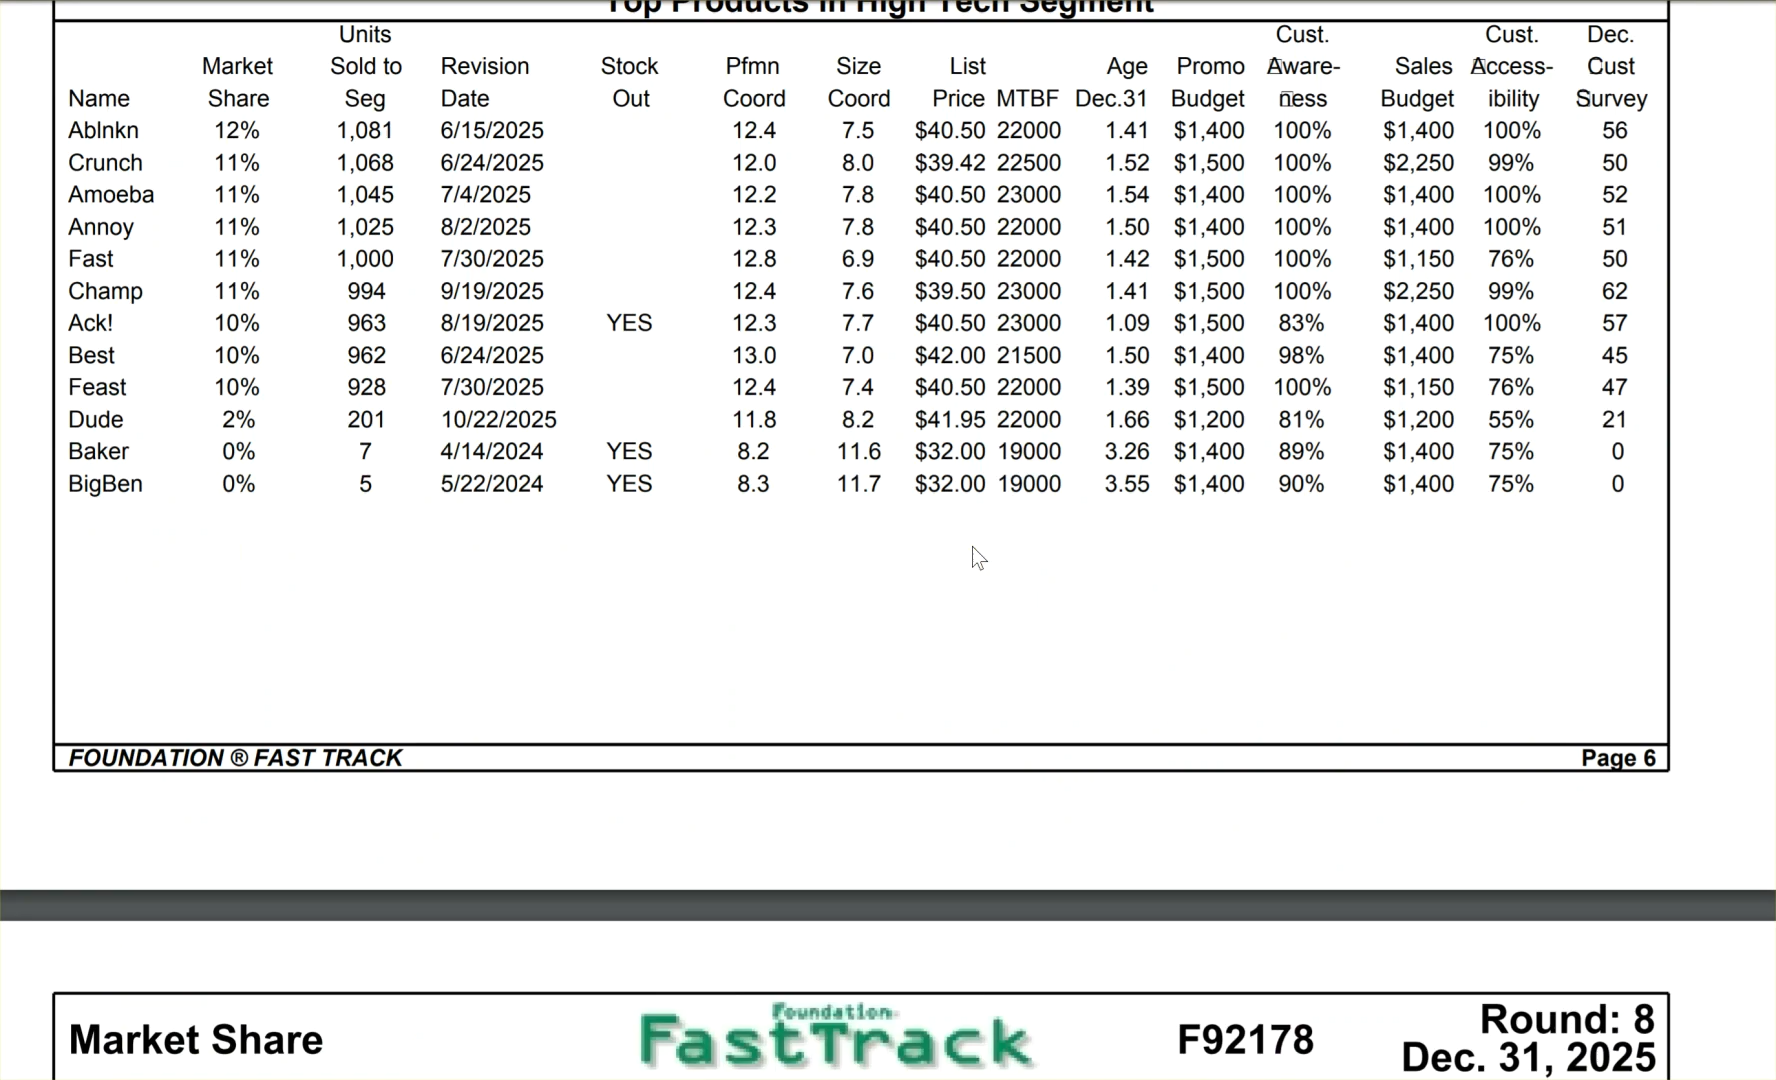 Top Products in High Tech Segment
Units Cust. Cust. Dec.
Market Sold to Revision Stock Pfmn Size List Age Promo Aware- Sales Access- Cust
Name Share Seg Date Out Coord Coord Price MTBF Dec.31 Budget ness Budget ibility Survey
Ablnkn 12% 1,081 6/15/2025 12.4 7.5 $40.50 22000 1.41 $1,400 100% $1,400 100% 56
Crunch 11% 1,068 6/24/2025 12.0 8.0 $39.42 22500 1.52 $1,500 100% $2,250 99% 50
Amoeba 11% 1,045 7/4/2025 12.2 7.8 $40.50 23000 1.54 $1,400 100% $1,400 100% 52
Annoy 11% 1,025 8/2/2025 12.3 7.8 $40.50 22000 1.50 $1,400 100% $1,400 100% 51
Fast 11% 1,000 7/30/2025 12.8 6.9 $40.50 22000 1.42 $1,500 100% $1,150 76% 50
Champ 11% 994 9/19/2025 12.4 7.6 $39.50 23000 1.41 $1,500 100% $2,250 99% 62
Ack! 10% 963 8/19/2025 YES 12.3 7.7 $40.50 23000 1.09 $1,500 83% $1,400 100% 57
Best 10% 962 6/24/2025 13.0 7.0 $42.00 21500 1.50 $1,400 98% $1,400 75% 45
Feast 10% 928 7/30/2025 12.4 7.4 $40.50 22000 1.39 $1,500 100% $1,150 76% 47
Dude 2% 201 10/22/2025 11.8 8.2 $41.95 22000 1.66 $1,200 81% $1,200 55% 21
Baker 0% 7 4/14/2024 YES 8.2 11.6 $32.00 19000 3.26 $1,400 89% $1,400 75% 0
BigBen 0% 5 5/22/2024 YES 8.3 11.7 $32.00 19000 3.55 $1,400 90% $1,400 75% 0
FOUNDATION ® FAST TRACK Page 6
Foundation
Market Share FastTrack F92178 Round: 8
Dec. 31, 2025